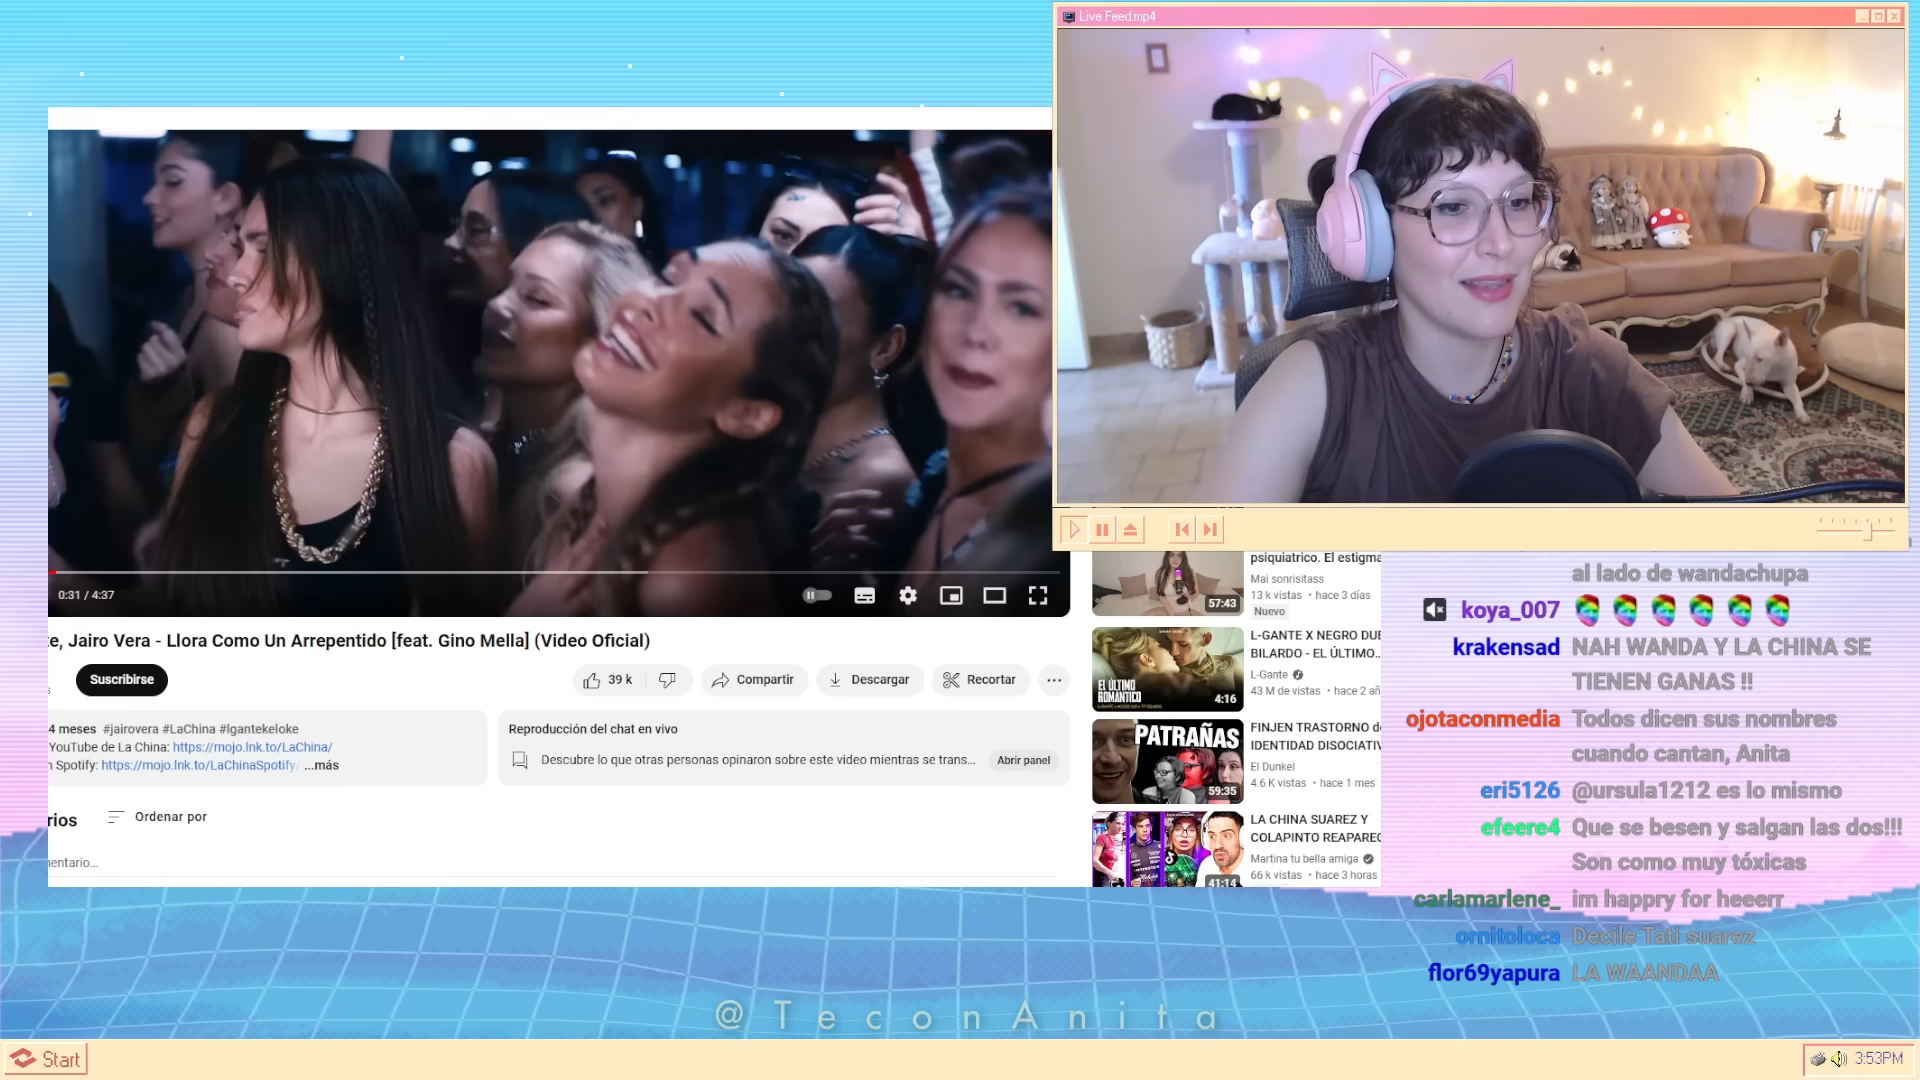 Live Feed.mp4
0:31 / 4:37
e, Jairo Vera - Llora Como Un Arrepentido [feat. Gino Mella] (Video Oficial)
Suscribirse
39 k
Compartir
Descargar
Recortar
4 meses #jairovera #LaChina #lgantekeloke
YouTube de La China: https://mojo.lnk.to/LaChina/
n Spotify: https://mojo.lnk.to/LaChinaSpotify/ ...más
Reproducción del chat en vivo
Descubre lo que otras personas opinaron sobre este video mientras se trans...
Abrir panel
rios
Ordenar por
nentario...
psiquiatrico. El estigma
Mai sonrisitass
13 k vistas • hace 3 días
Nuevo
57:43
L-GANTE X NEGRO DUE
BILARDO - EL ÚLTIMO...
L-Gante
43 M de vistas • hace 2 añ
EL ÚLTIMO
ROMÁNTICO
4:16
FINJEN TRASTORNO d
IDENTIDAD DISOCIATIV
El Dunkel
4.6 K vistas • hace 1 mes
PATRAÑAS
59:35
LA CHINA SUAREZ Y
COLAPINTO REAPAREC
Martina tu bella amiga
66 k vistas • hace 3 horas
41:14
al lado de wandachupa
koya_007
krakensad NAH WANDA Y LA CHINA SE
TIENEN GANAS !!
ojotaconmedia Todos dicen sus nombres
cuando cantan, Anita
eri5126 @ursula1212 es lo mismo
efeere4 Que se besen y salgan las dos!!!
Son como muy tóxicas
carlamarlene_ im happry for heeerr
ornitoloca Decile Tati suarez
flor69yapura LA WAANDAA
@TeconAnita
Start
3:53PM